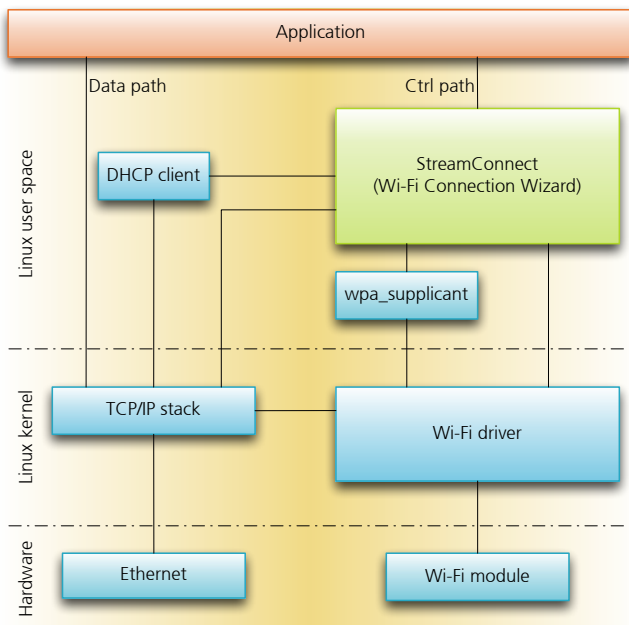 Application
Data path
Ctrl path
Linux user space
StreamConnect
(Wi-Fi Connection Wizard)
DHCP client
wpa_supplicant
Linux kernel
TCP/IP stack
Wi-Fi driver
Hardware
Ethernet
Wi-Fi module